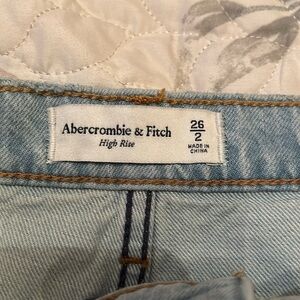 Abercrombie & Fitch
High Rise
26
2
MADE IN
CHINA